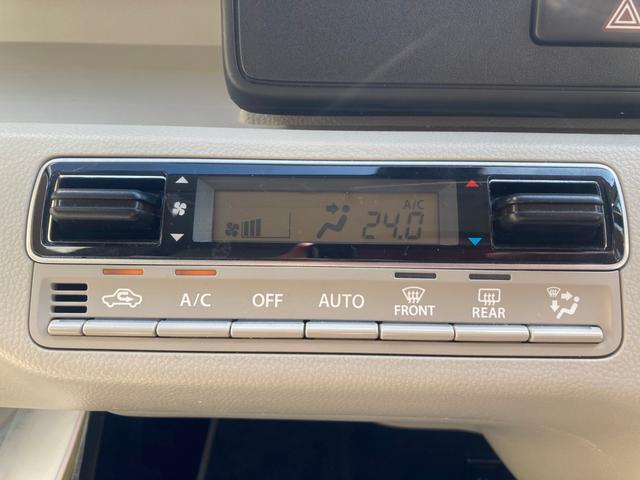 A/C
24.0
A/C OFF AUTO FRONT REAR